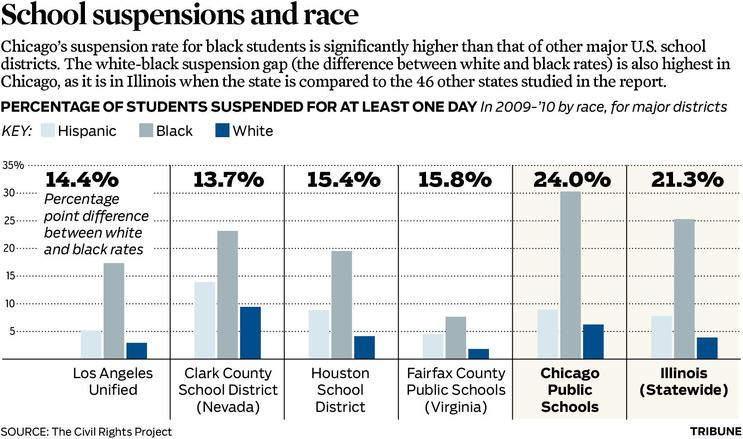 School suspensions and race
Chicago's suspension rate for black students is significantly higher than that of other major U.S. school
districts. The white-black suspension gap (the difference between white and black rates) is also highest in
Chicago, as it is in Illinois when the state is compared to the 46 other states studied in the report.
PERCENTAGE OF STUDENTS SUSPENDED FOR AT LEAST ONE DAY In 2009-'10 by race, for major districts
KEY: Hispanic Black White
35%
30
25
20
15
10
5
14.4%
Percentage
point difference
between white
and black rates
13.7%
15.4%
15.8%
24.0%
21.3%
Los Angeles
Unified
Clark County
School District
(Nevada)
Houston
School
District
Fairfax County
Public Schools
(Virginia)
Chicago
Public
Schools
Illinois
(Statewide)
SOURCE: The Civil Rights Project
TRIBUNE